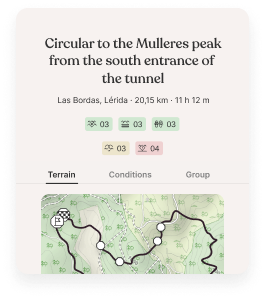 Circular to the Mulleres peak
from the south entrance of
the tunnel
Las Bordas, Lérida · 20,15 km · 11 h 12 m
03 03 03
03 04
Terrain Conditions Group